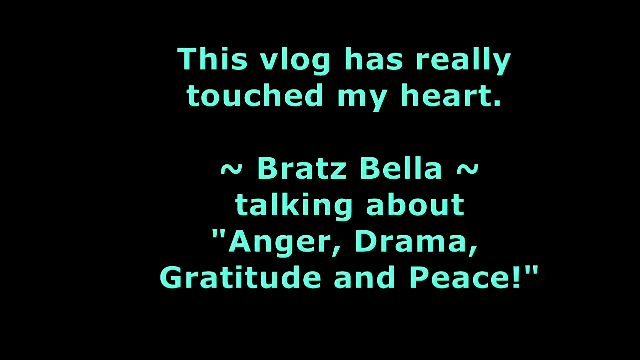 This vlog has really
touched my heart.
~ Bratz Bella ~
talking about
"Anger, Drama,
Gratitude and Peace!"